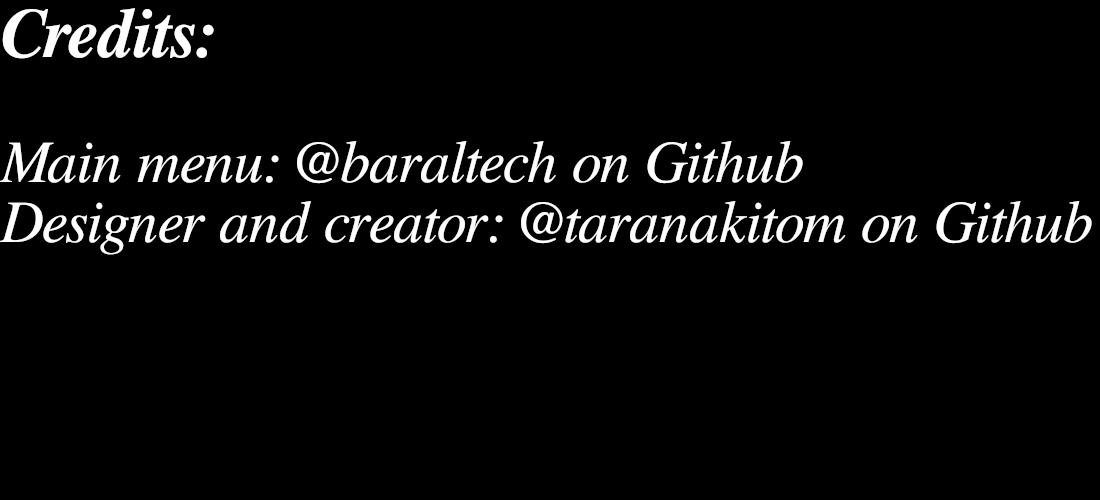 Credits:
Main menu: @baraltech on Github
Designer and creator: @taranakitom on Github